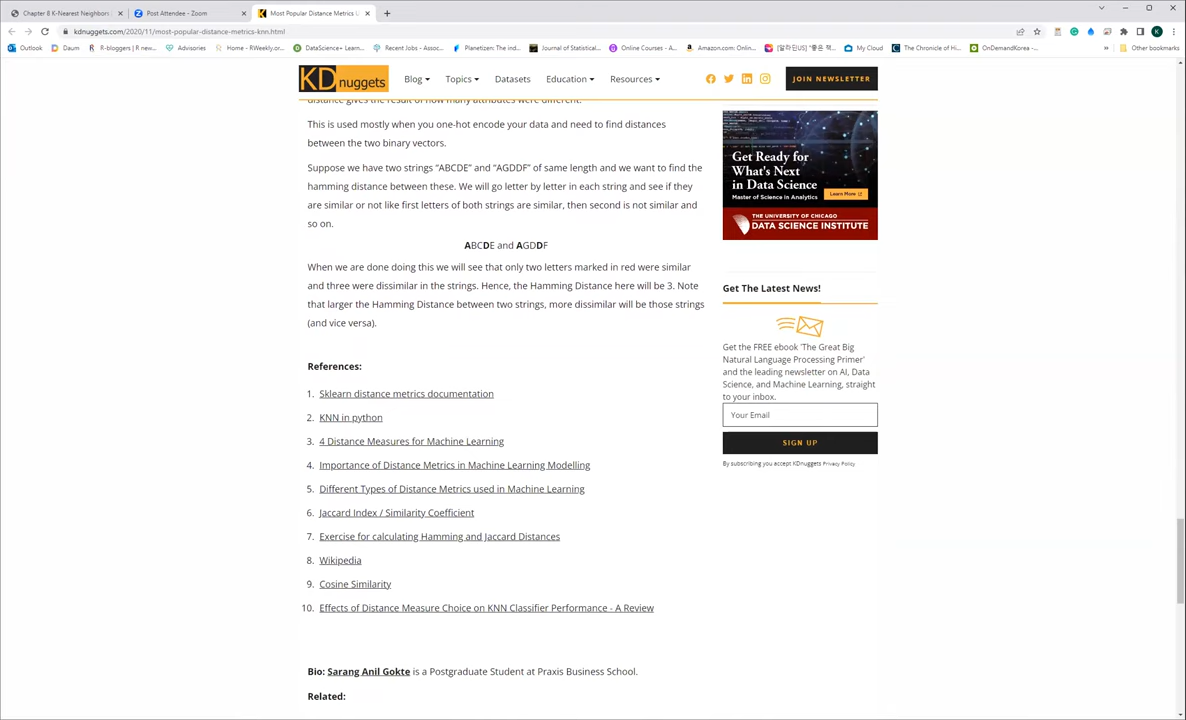 Chapter 8 K-Nearest Neighbors
Post Attendee - Zoom
Most Popular Distance Metrics U
kdnuggets.com/2020/11/most-popular-distance-metrics-knn.html
Outlook
Daum
R-bloggers | R new...
Advisories
Home - RWeekly.or...
DataScience+ Learn...
Recent Jobs - Assoc...
Planetizen: The ind...
Journal of Statistical...
Online Courses - A...
Amazon.com: Onlin...
[알라딘US] "좋은 책...
My Cloud
The Chronicle of Hi...
OnDemandKorea -...
Other bookmarks
KD nuggets
Blog
Topics
Datasets
Education
Resources
JOIN NEWSLETTER
distance gives the result of how many attributes were different.
This is used mostly when you one-hot encode your data and need to find distances
between the two binary vectors.
Suppose we have two strings “ABCDE” and “AGDDF” of same length and we want to find the
hamming distance between these. We will go letter by letter in each string and see if they
are similar or not like first letters of both strings are similar, then second is not similar and
so on.
ABCDE and AGDDF
When we are done doing this we will see that only two letters marked in red were similar
and three were dissimilar in the strings. Hence, the Hamming Distance here will be 3. Note
that larger the Hamming Distance between two strings, more dissimilar will be those strings
(and vice versa).
References:
1. Sklearn distance metrics documentation
2. KNN in python
3. 4 Distance Measures for Machine Learning
4. Importance of Distance Metrics in Machine Learning Modelling
5. Different Types of Distance Metrics used in Machine Learning
6. Jaccard Index / Similarity Coefficient
7. Exercise for calculating Hamming and Jaccard Distances
8. Wikipedia
9. Cosine Similarity
10. Effects of Distance Measure Choice on KNN Classifier Performance - A Review
Bio: Sarang Anil Gokte is a Postgraduate Student at Praxis Business School.
Related:
Get Ready for
What's Next
in Data Science
Learn More
Master of Science in Analytics
THE UNIVERSITY OF CHICAGO
DATA SCIENCE INSTITUTE
Get The Latest News!
Get the FREE ebook 'The Great Big
Natural Language Processing Primer'
and the leading newsletter on AI, Data
Science, and Machine Learning, straight
to your inbox.
Your Email
SIGN UP
By subscribing you accept KDnuggets Privacy Policy